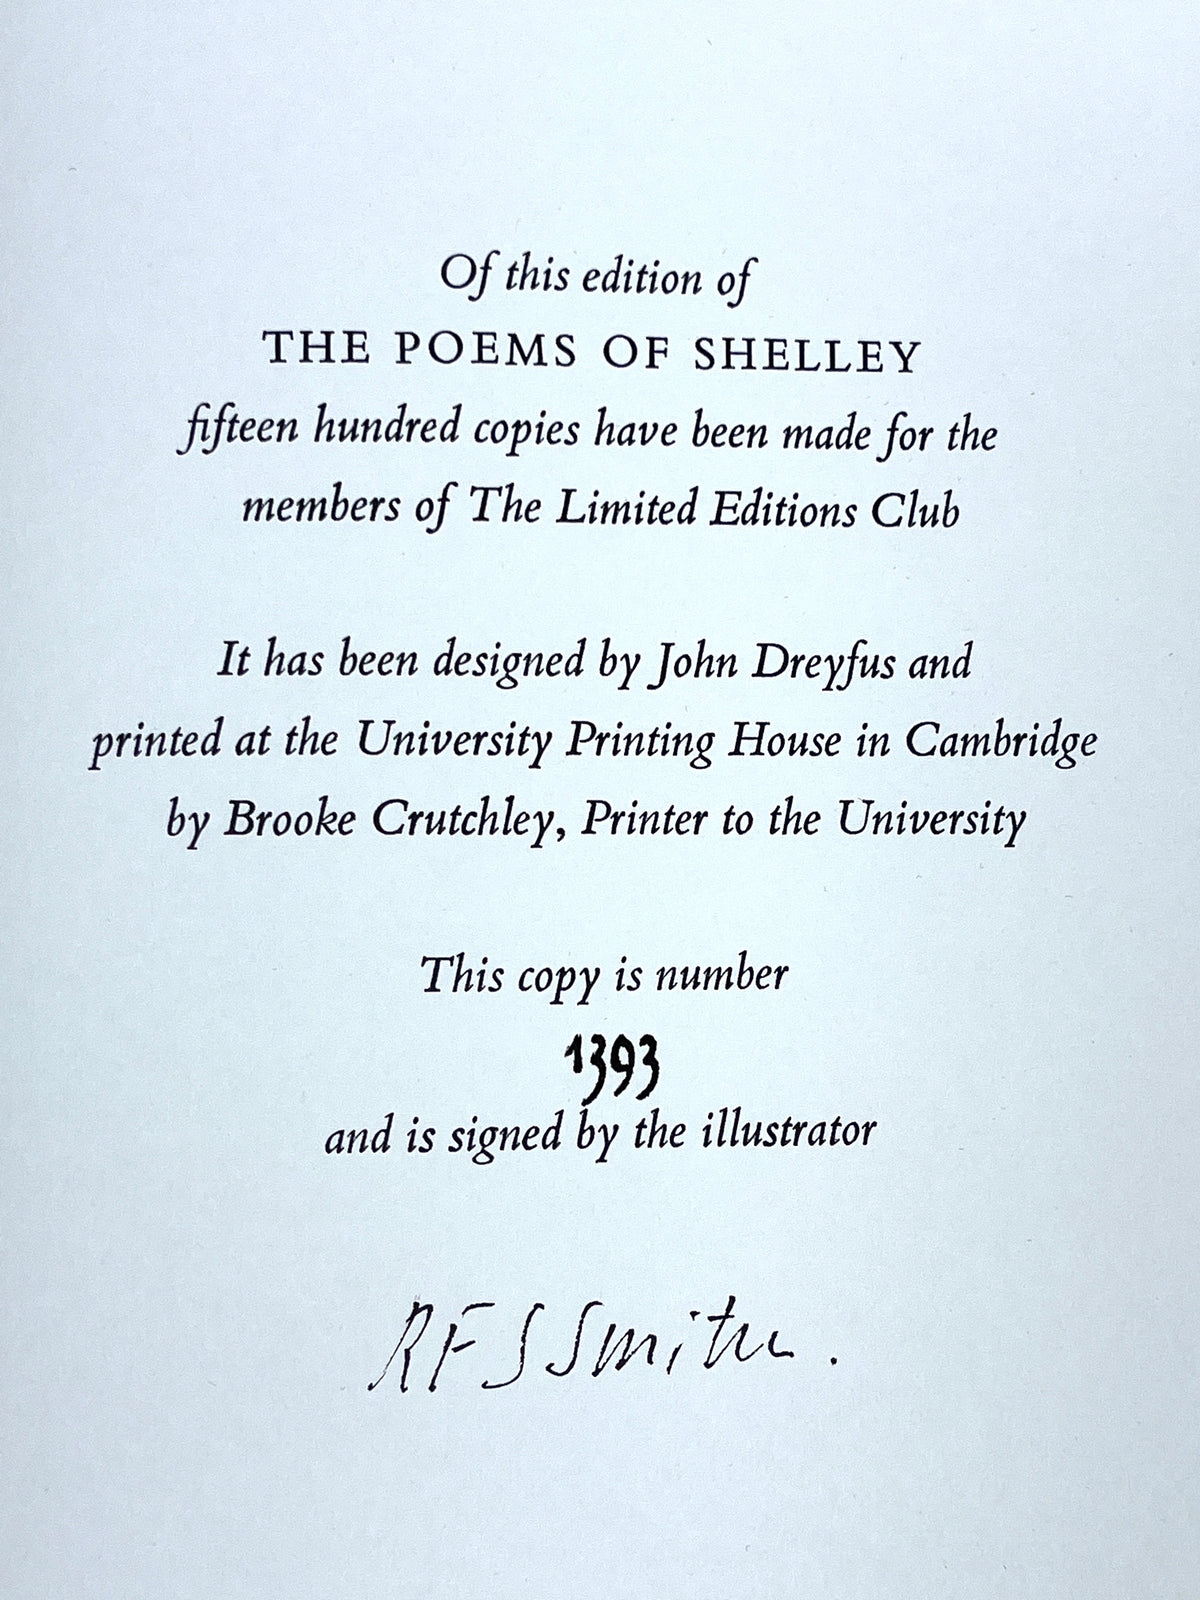 Of this edition of
THE POEMS OF SHELLEY
fifteen hundred copies have been made for the
members of The Limited Editions Club
It has been designed by John Dreyfus and
printed at the University Printing House in Cambridge
by Brooke Crutchley, Printer to the University
This copy is number
1393
and is signed by the illustrator
R F S Smith.